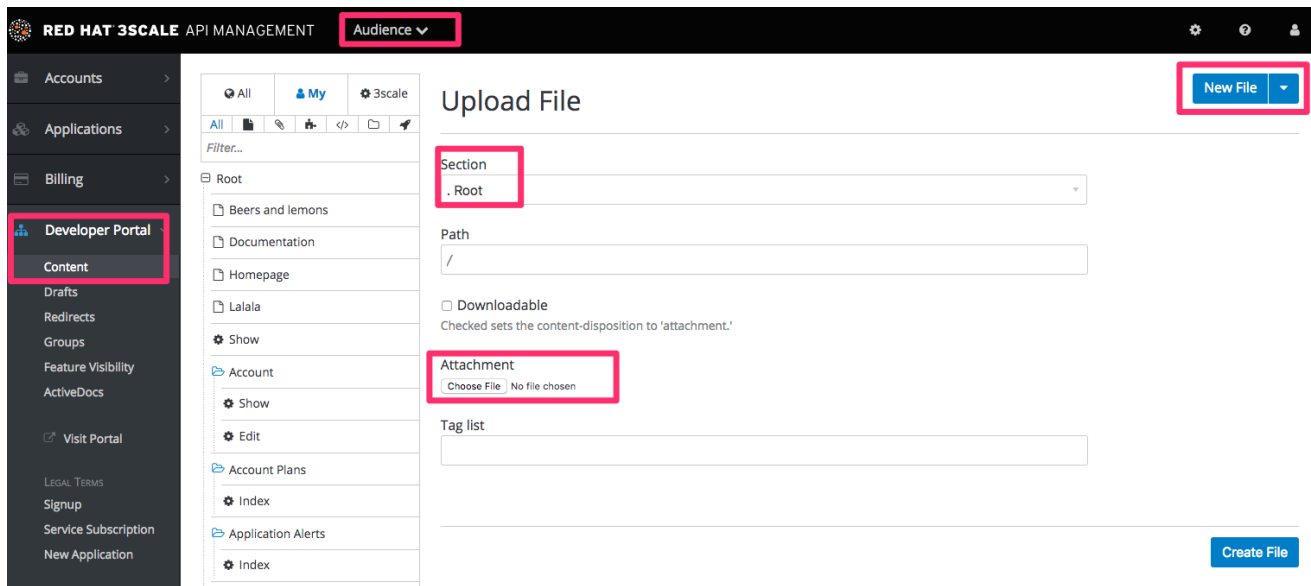 RED HAT 3SCALE API MANAGEMENT
Audience
Accounts
Applications
Billing
Developer Portal
Content
Drafts
Redirects
Groups
Feature Visibility
ActiveDocs
Visit Portal
LEGAL TERMS
Signup
Service Subscription
New Application
All My 3scale
All
Filter...
Root
Beers and lemons
Documentation
Homepage
Lalala
Show
Account
Show
Edit
Account Plans
Index
Application Alerts
Index
Upload File
New File
Section
. Root
Path
/
Downloadable
Checked sets the content-disposition to 'attachment.'
Attachment
Choose File No file chosen
Tag list
Create File